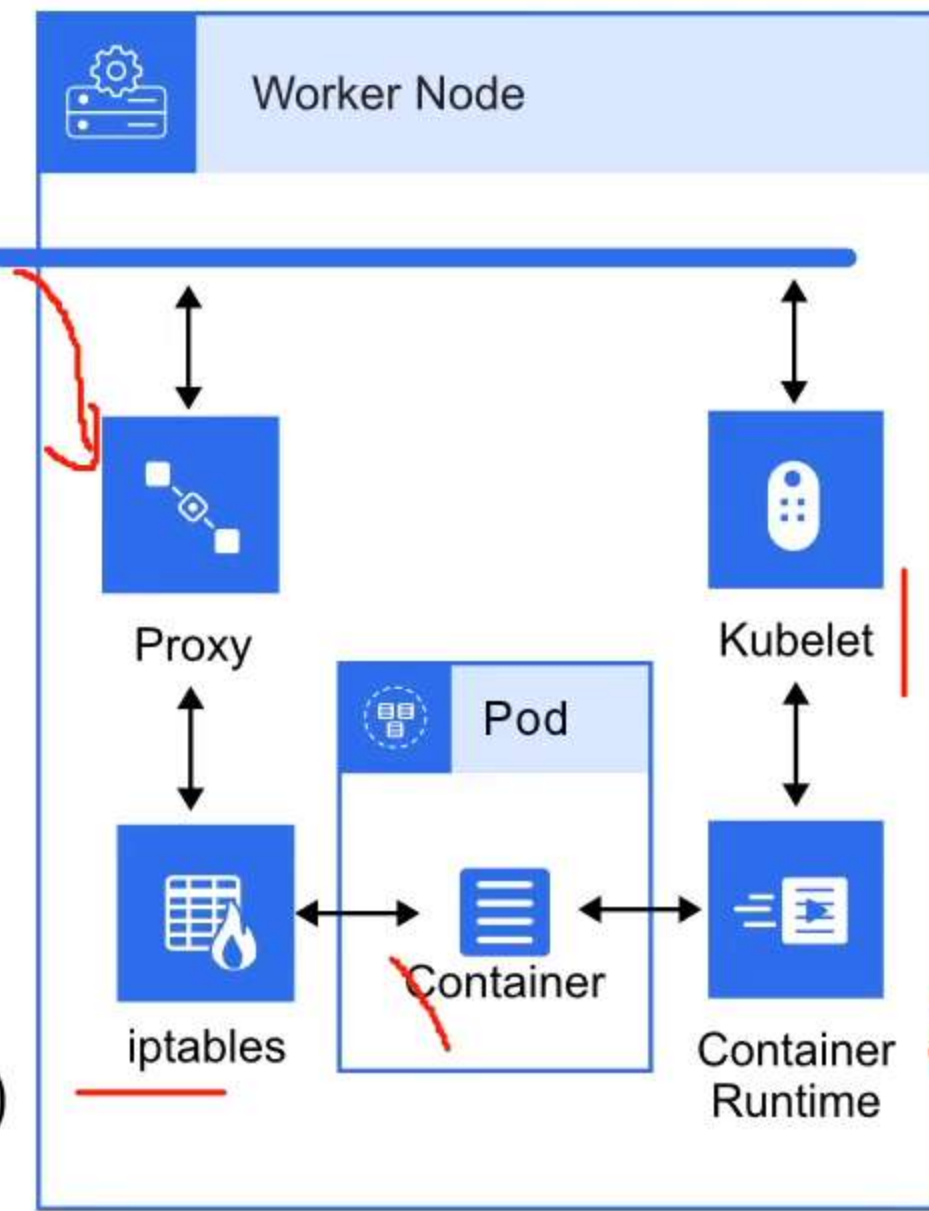 Worker Node
Proxy
Kubelet
Pod
Container
iptables
Container
Runtime